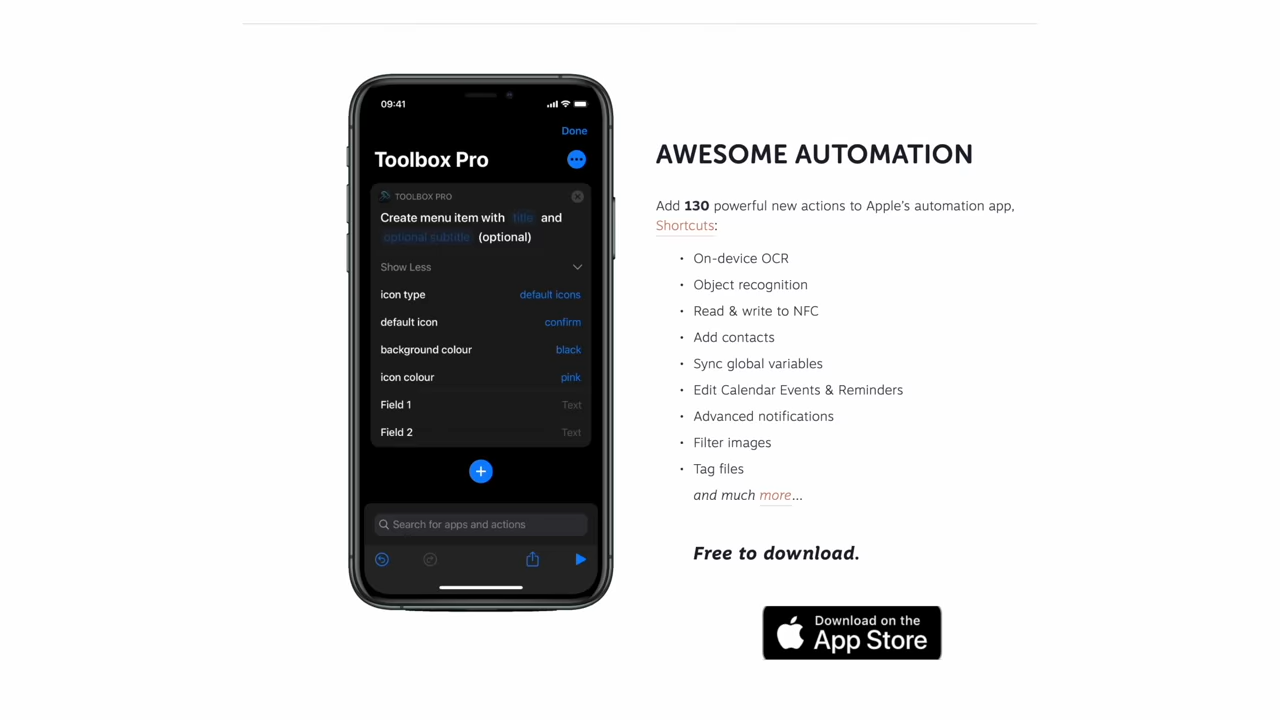 09:41
Done
Toolbox Pro
TOOLBOX PRO
Create menu item with title and
optional subtitle (optional)
Show Less
icon type default icons
default icon confirm
background colour black
icon colour pink
Field 1 Text
Field 2 Text
Search for apps and actions
AWESOME AUTOMATION
Add 130 powerful new actions to Apple's automation app,
Shortcuts:
• On-device OCR
• Object recognition
• Read & write to NFC
• Add contacts
• Sync global variables
• Edit Calendar Events & Reminders
• Advanced notifications
• Filter images
• Tag files
and much more...
Free to download.
Download on the
App Store